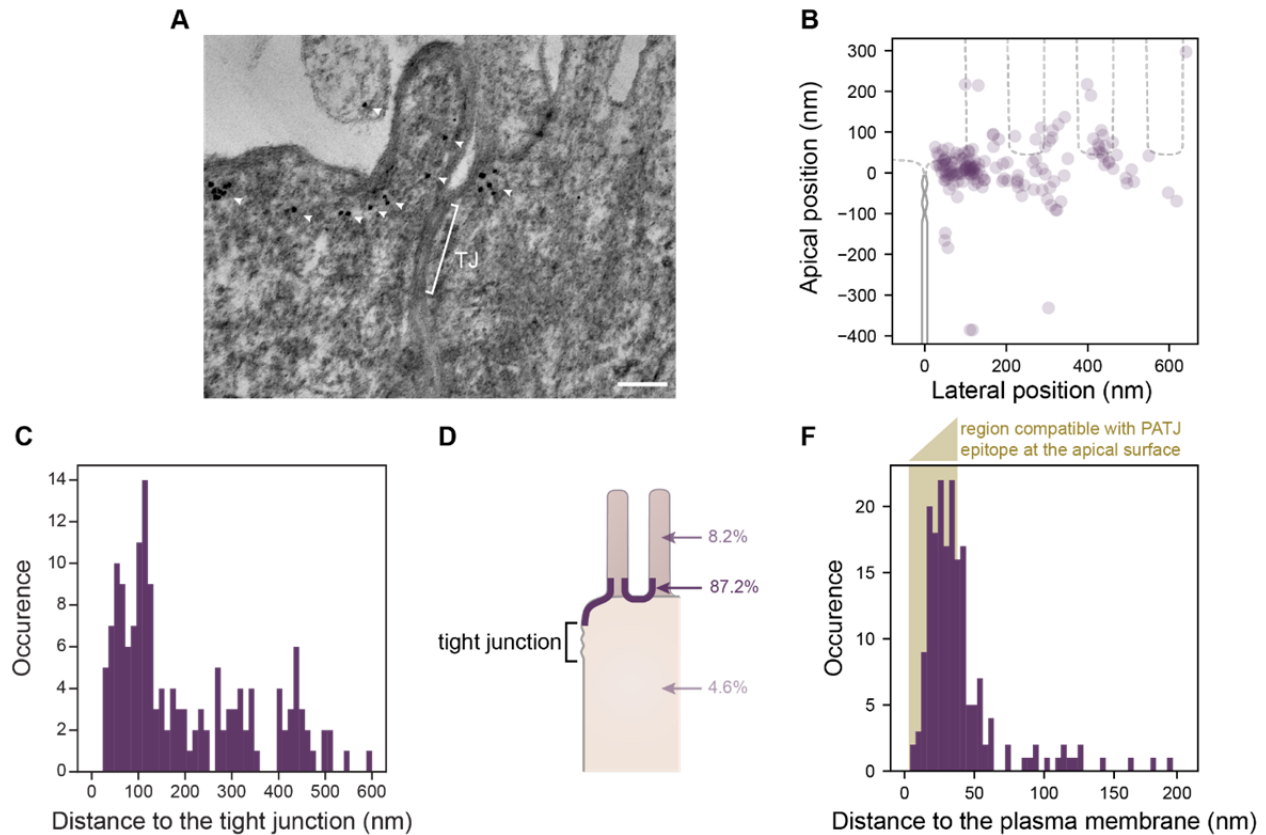 A
TJ
B
300
200
100
0
−100
−200
−300
−400
Apical position (nm)
0
200
400
600
Lateral position (nm)
C
14
12
10
8
6
4
2
0
Occurence
0
100
200
300
400
500
600
Distance to the tight junction (nm)
D
8.2%
87.2%
tight junction
4.6%
F
region compatible with PATJ
epitope at the apical surface
20
15
10
5
0
Occurence
0
50
100
150
200
Distance to the plasma membrane (nm)